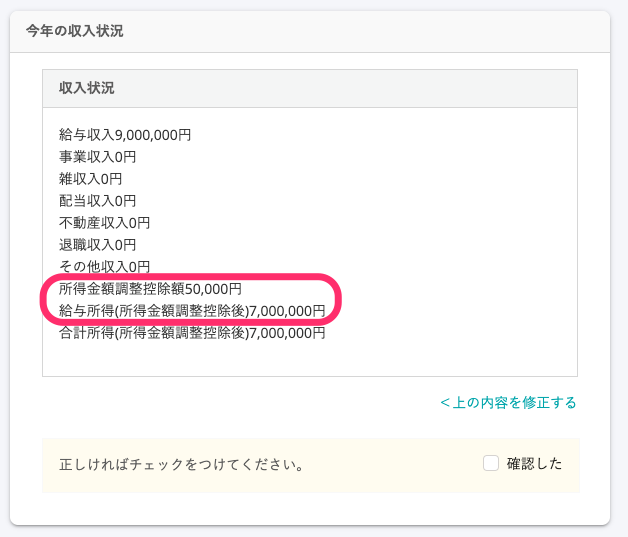 今年の収入状況
収入状況
給与収入9,000,000円
事業収入0円
雑収入0円
配当収入0円
不動産収入0円
退職収入0円
その他収入0円
所得金額調整控除額50,000円
給与所得(所得金額調整控除後)7,000,000円
合計所得(所得金額調整控除後)7,000,000円
<上の内容を修正する
正しければチェックをつけてください。 確認した